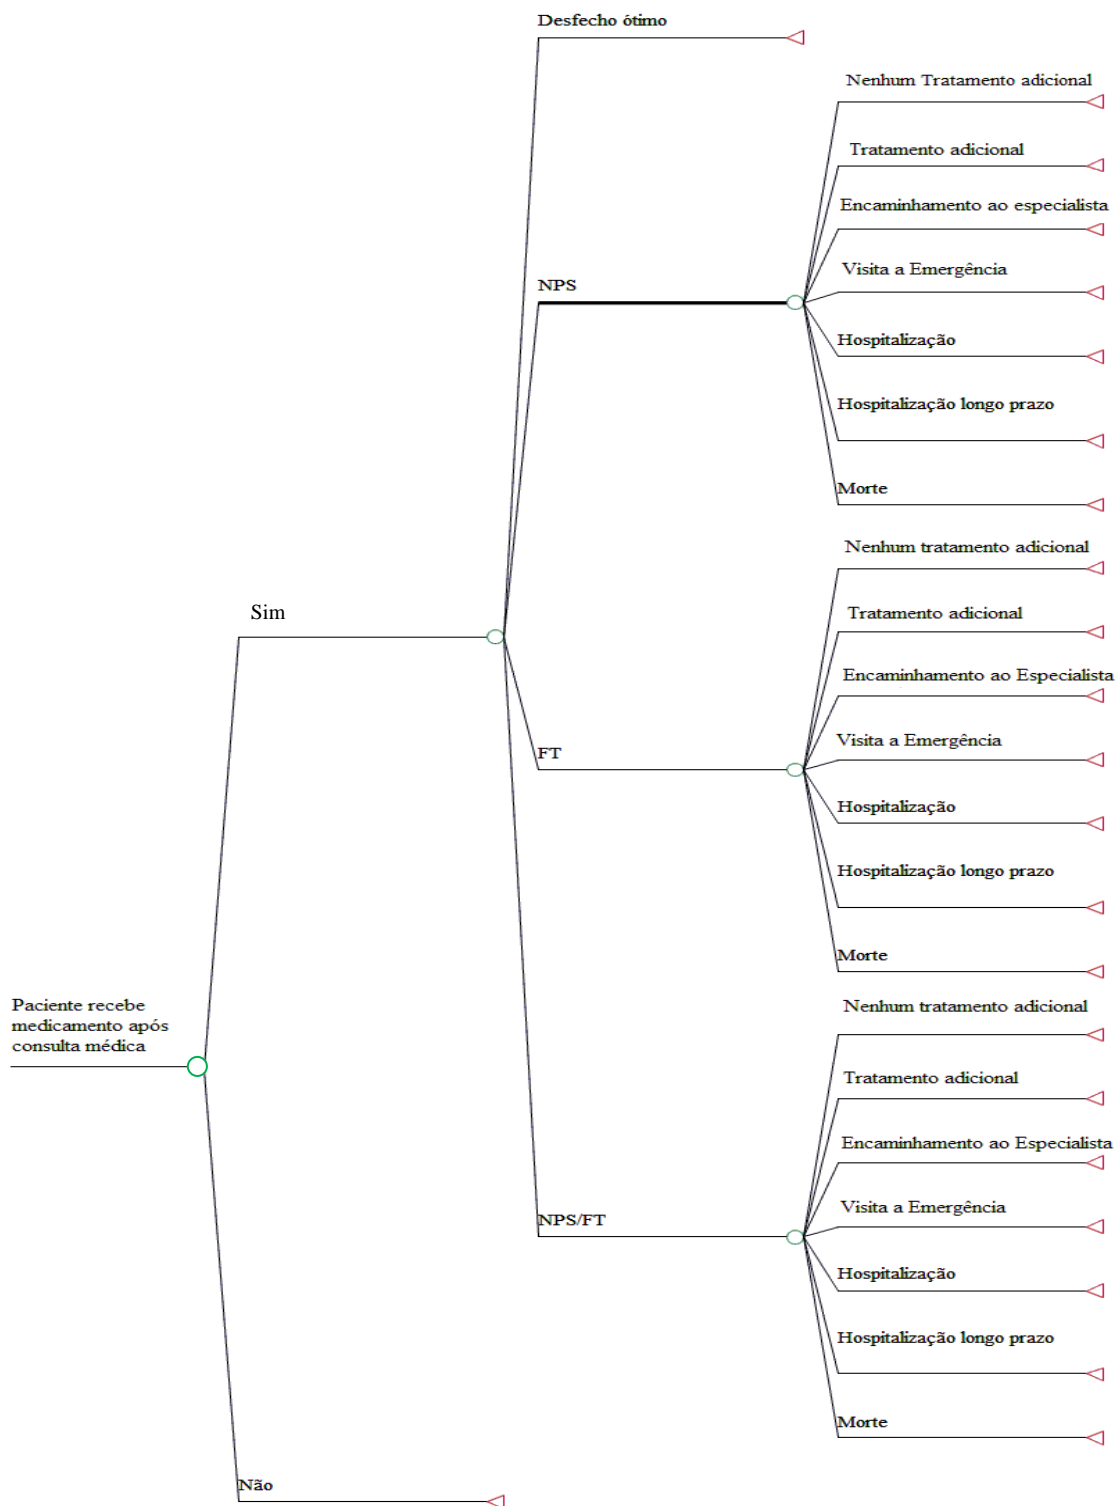 Desfecho ótimo
Nenhum Tratamento adicional
Tratamento adicional
Encaminhamento ao especialista
Visita a Emergência
NPS
Hospitalização
Hospitalização longo prazo
Morte
Nenhum tratamento adicional
Sim
Tratamento adicional
Encaminhamento ao Especialista
Visita a Emergência
FT
Hospitalização
Hospitalização longo prazo
Morte
Paciente recebe
medicamento após
consulta médica
Nenhum tratamento adicional
Tratamento adicional
Encaminhamento ao Especialista
Visita a Emergência
NPS/FT
Hospitalização
Hospitalização longo prazo
Morte
Não